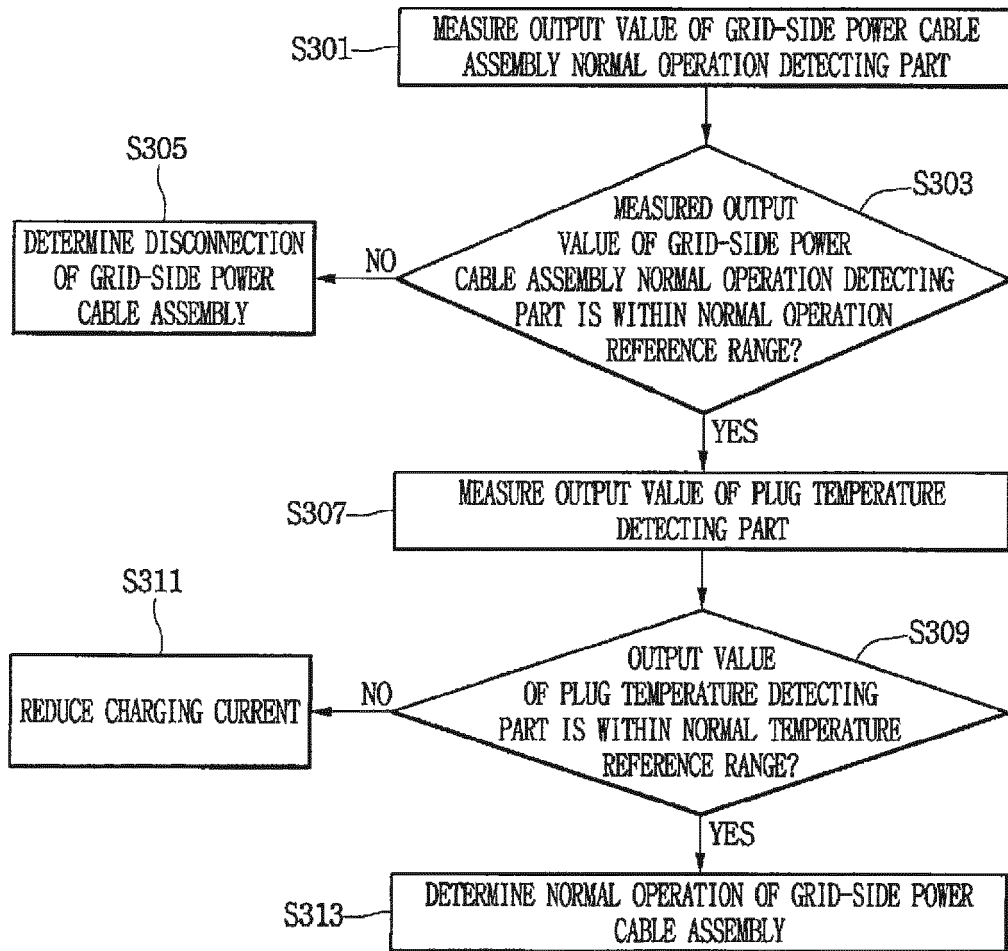 S301
MEASURE OUTPUT VALUE OF GRID-SIDE POWER CABLE
ASSEMBLY NORMAL OPERATION DETECTING PART
S303
MEASURED OUTPUT
VALUE OF GRID-SIDE POWER
CABLE ASSEMBLY NORMAL OPERATION DETECTING
PART IS WITHIN NORMAL OPERATION
REFERENCE RANGE?
NO
S305
DETERMINE DISCONNECTION
OF GRID-SIDE POWER
CABLE ASSEMBLY
YES
S307
MEASURE OUTPUT VALUE OF PLUG TEMPERATURE
DETECTING PART
S309
OUTPUT VALUE
OF PLUG TEMPERATURE DETECTING
PART IS WITHIN NORMAL TEMPERATURE
REFERENCE RANGE?
NO
S311
REDUCE CHARGING CURRENT
YES
S313
DETERMINE NORMAL OPERATION OF GRID-SIDE POWER
CABLE ASSEMBLY